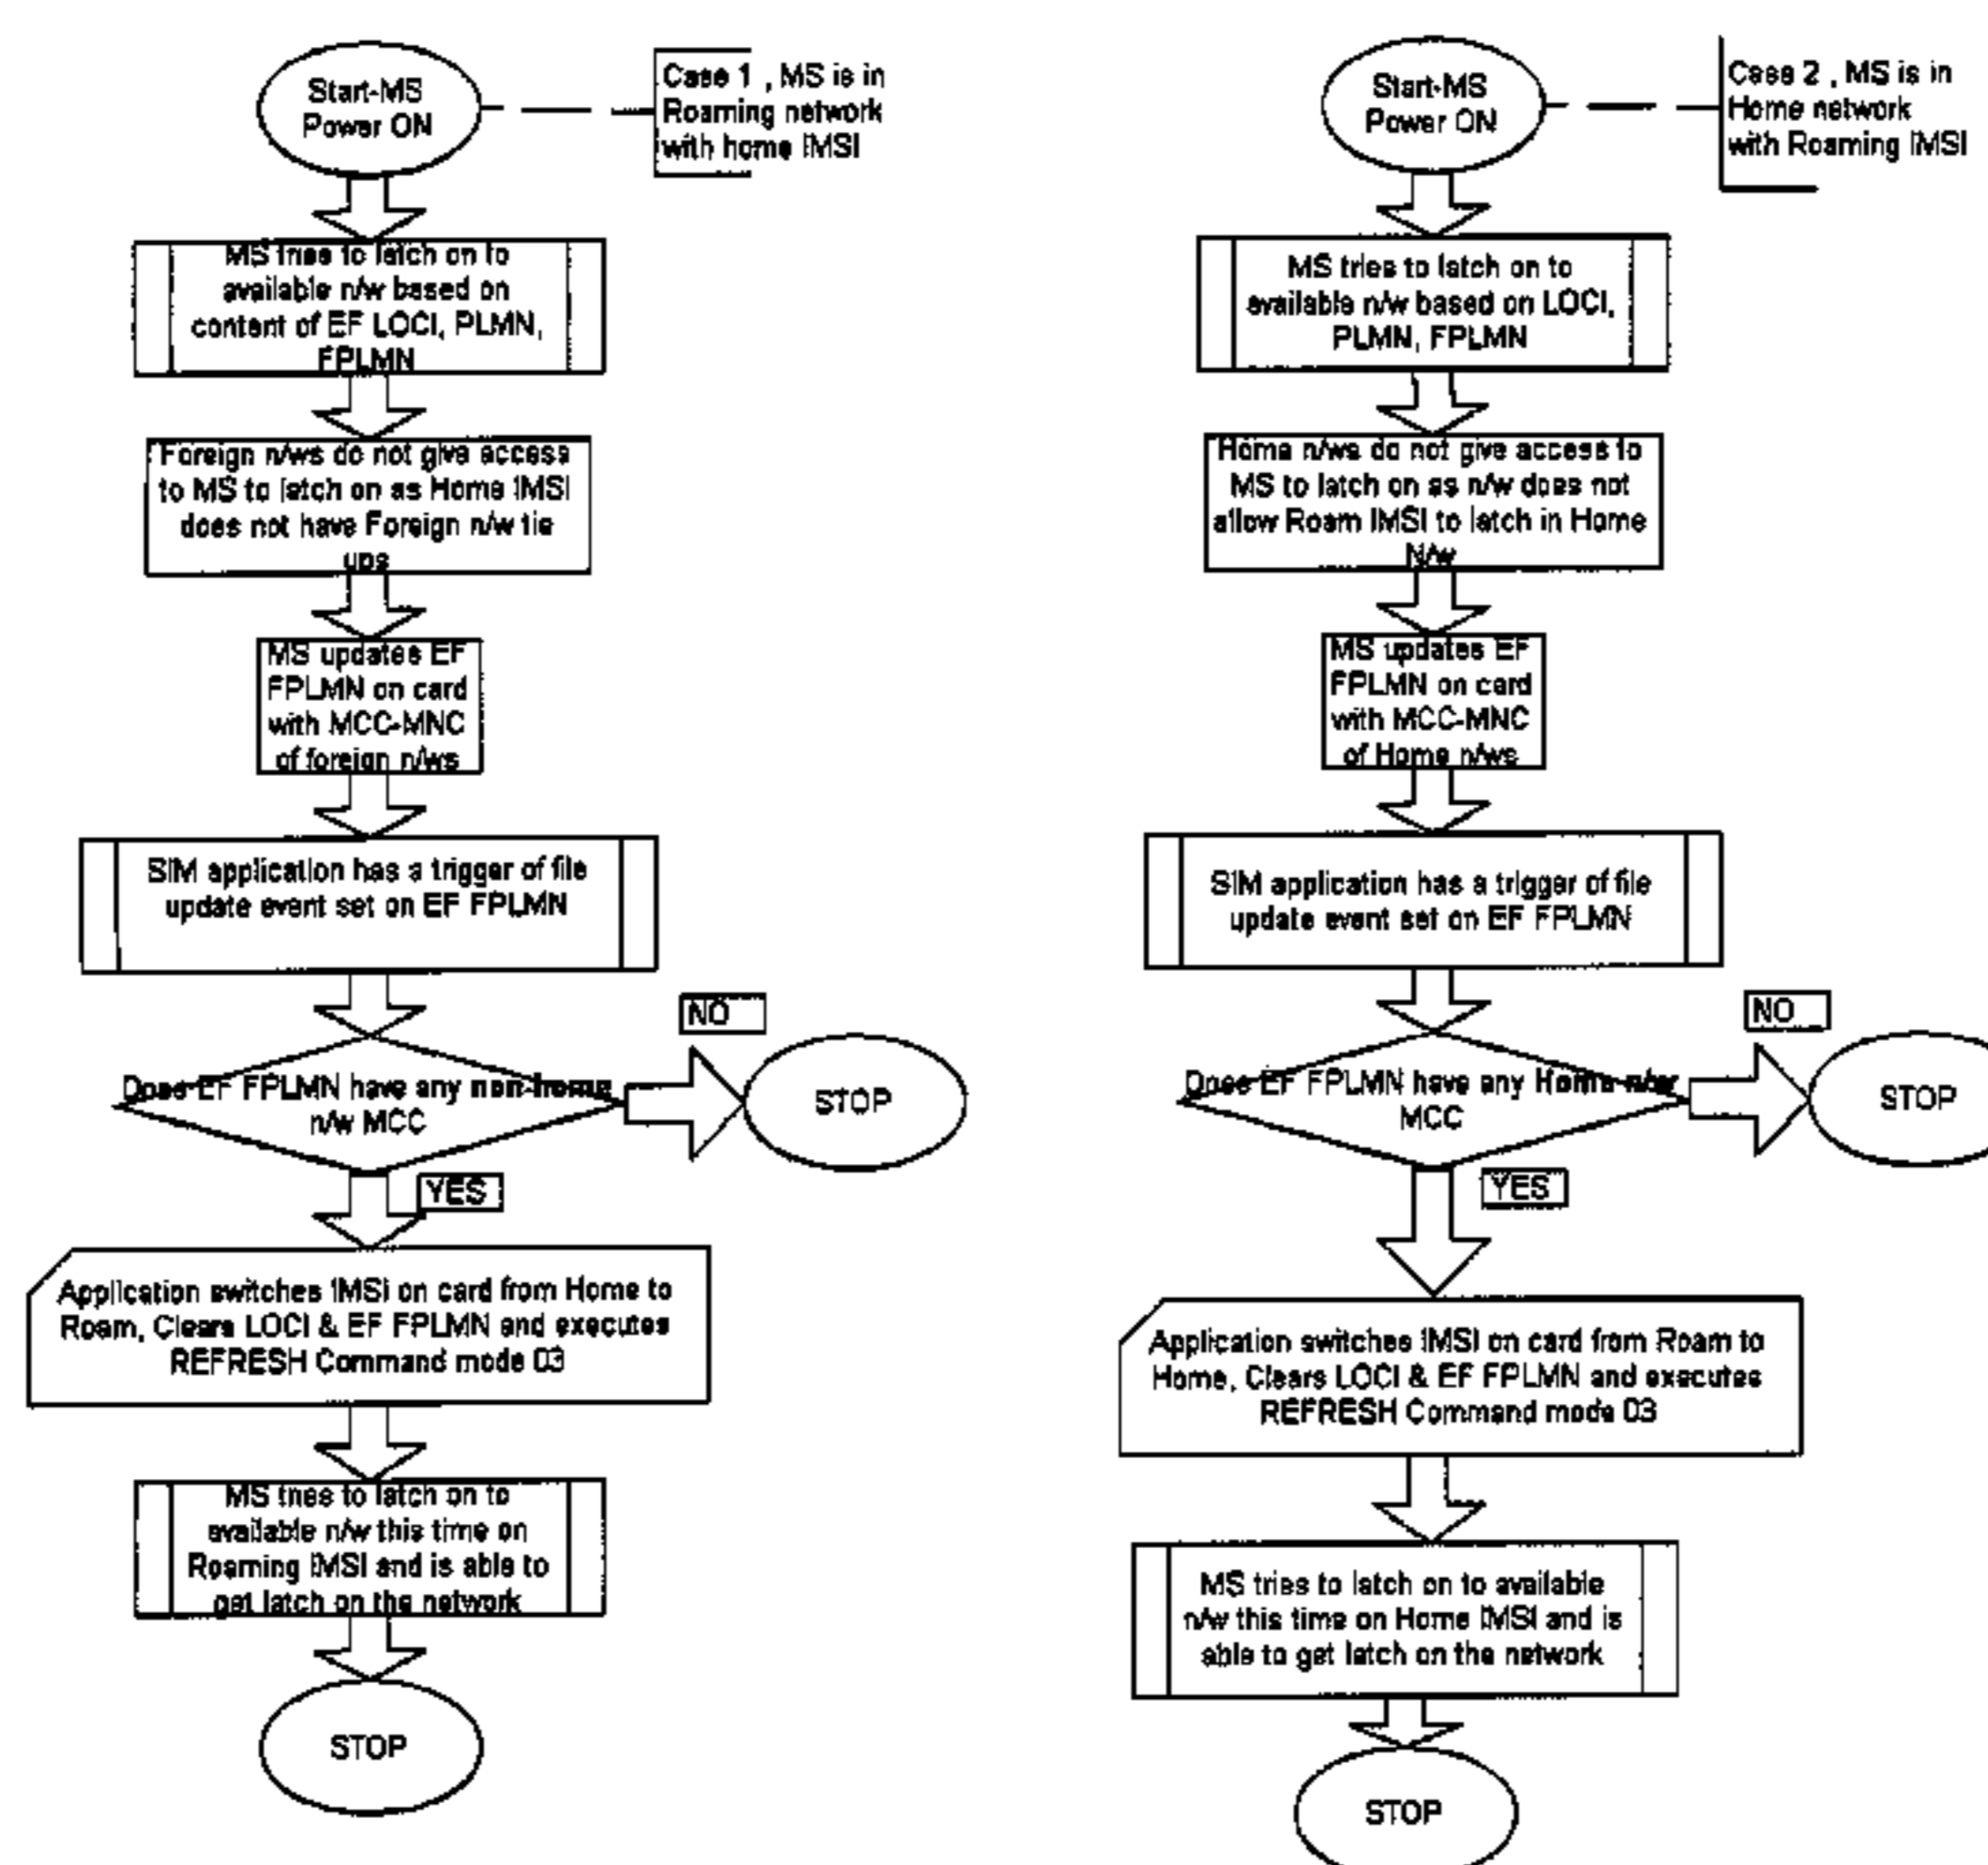 Start-MS
Power ON
Case 1 , MS is in
Roaming network
with home IMSI
MS tries to latch on to
available n/w based on
content of EF LOCI, PLMN,
FPLMN
Foreign n/ws do not give access
to MS to latch on as Home IMSI
does not have Foreign n/w tie
ups
MS updates EF
FPLMN on card
with MCC-MNC
of foreign n/ws
SIM application has a trigger of file
update event set on EF FPLMN
Does EF FPLMN have any non-home
n/w MCC
NO
STOP
YES
Application switches IMSI on card from Home to
Roam, Clears LOCI & EF FPLMN and executes
REFRESH Command mode 03
MS tries to latch on to
available n/w this time on
Roaming IMSI and is able to
get latch on the network
STOP
Start-MS
Power ON
Case 2 , MS is in
Home network
with Roaming IMSI
MS tries to latch on to
available n/w based on LOCI,
PLMN, FPLMN
Home n/ws do not give access to
MS to latch on as n/w does not
allow Roam IMSI to latch in Home
N/w
MS updates EF
FPLMN on card
with MCC-MNC
of Home n/ws
SIM application has a trigger of file
update event set on EF FPLMN
Does EF FPLMN have any Home n/w
MCC
NO
STOP
YES
Application switches IMSI on card from Roam to
Home, Clears LOCI & EF FPLMN and executes
REFRESH Command mode 03
MS tries to latch on to available
n/w this time on Home IMSI and is
able to get latch on the network
STOP